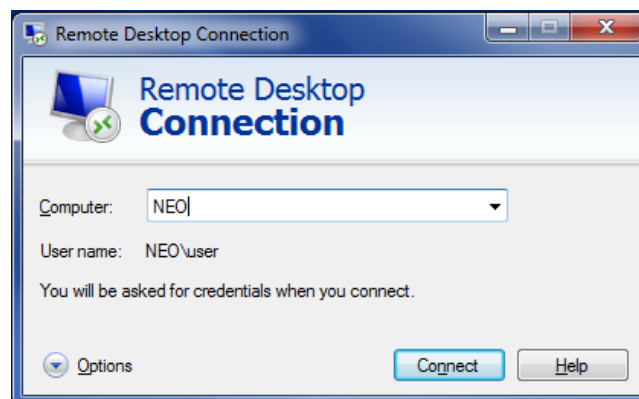 Remote Desktop Connection
Remote Desktop
Connection
Computer: NEO
User name: NEO\user
You will be asked for credentials when you connect.
Options Connect Help